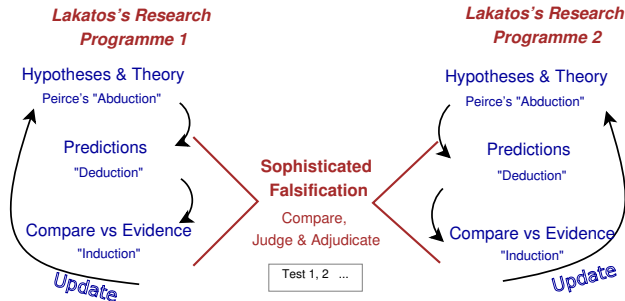 Lakatos's Research
Programme 1
Hypotheses & Theory
Peirce's "Abduction"
Predictions
"Deduction"
Compare vs Evidence
"Induction"
Update
Sophisticated
Falsification
Compare,
Judge & Adjudicate
Test 1, 2 ...
Lakatos's Research
Programme 2
Hypotheses & Theory
Peirce's "Abduction"
Predictions
"Deduction"
Compare vs Evidence
"Induction"
Update